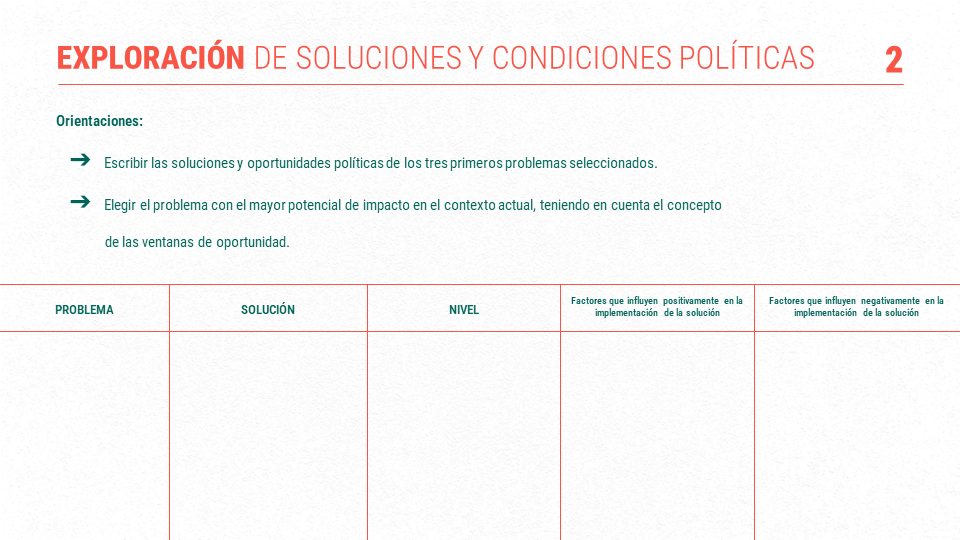 EXPLORACIÓN DE SOLUCIONES Y CONDICIONES POLÍTICAS 2
Orientaciones:
➔ Escribir las soluciones y oportunidades políticas de los tres primeros problemas seleccionados.
➔ Elegir el problema con el mayor potencial de impacto en el contexto actual, teniendo en cuenta el concepto
de las ventanas de oportunidad.
PROBLEMA
SOLUCIÓN
NIVEL
Factores que influyen positivamente en la
implementación de la solución
Factores que influyen negativamente en la
implementación de la solución